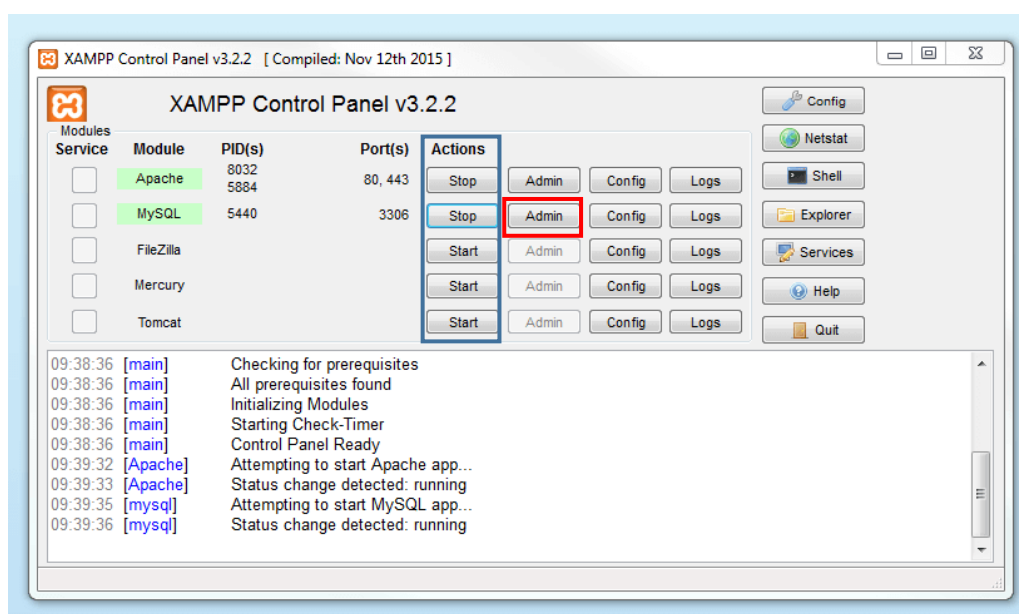 XAMPP Control Panel v3.2.2 [ Compiled: Nov 12th 2015 ]
XAMPP Control Panel v3.2.2
Config
Modules
Netstat
Service Module PID(s) Port(s) Actions
Apache 8032 5884 80, 443 Stop Admin Config Logs
Shell
MySQL 5440 3306 Stop Admin Config Logs
Explorer
FileZilla Start Admin Config Logs
Services
Mercury Start Admin Config Logs
Help
Tomcat Start Admin Config Logs
Quit
09:38:36 [main] Checking for prerequisites
09:38:36 [main] All prerequisites found
09:38:36 [main] Initializing Modules
09:38:36 [main] Starting Check-Timer
09:38:36 [main] Control Panel Ready
09:39:32 [Apache] Attempting to start Apache app...
09:39:33 [Apache] Status change detected: running
09:39:35 [mysql] Attempting to start MySQL app...
09:39:36 [mysql] Status change detected: running